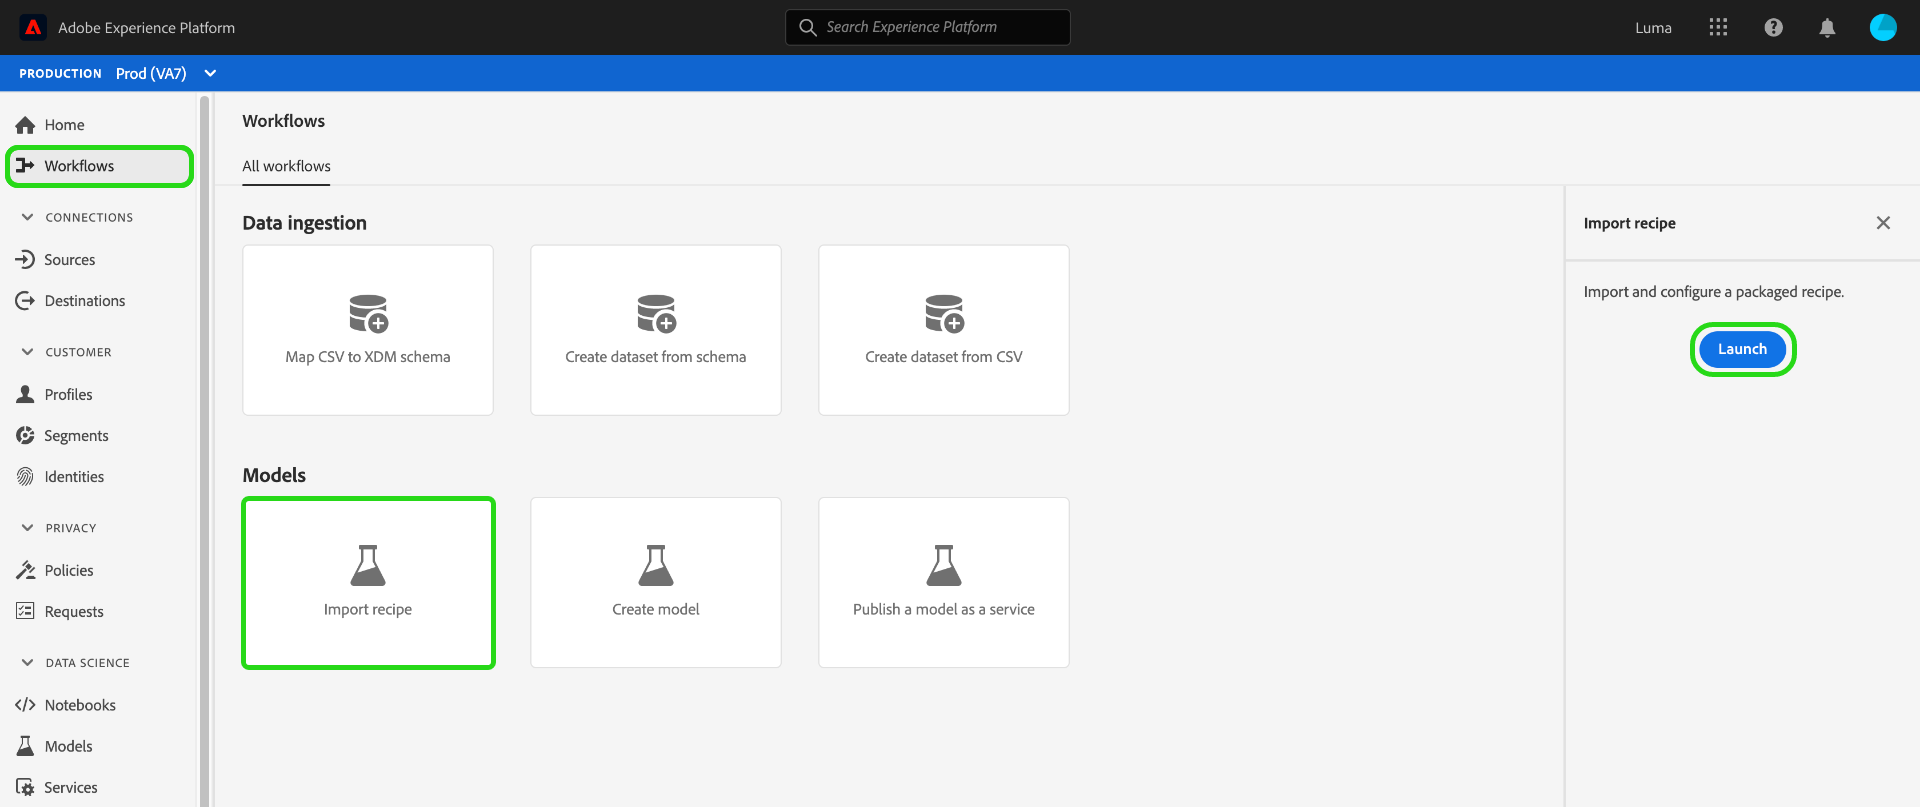 Adobe Experience Platform
Search Experience Platform
Luma
PRODUCTION Prod (VA7)
Home
Workflows
CONNECTIONS
Sources
Destinations
CUSTOMER
Profiles
Segments
Identities
PRIVACY
Policies
Requests
DATA SCIENCE
Notebooks
Models
Services
Workflows
All workflows
Data ingestion
Map CSV to XDM schema
Create dataset from schema
Create dataset from CSV
Models
Import recipe
Create model
Publish a model as a service
Import recipe
Import and configure a packaged recipe.
Launch